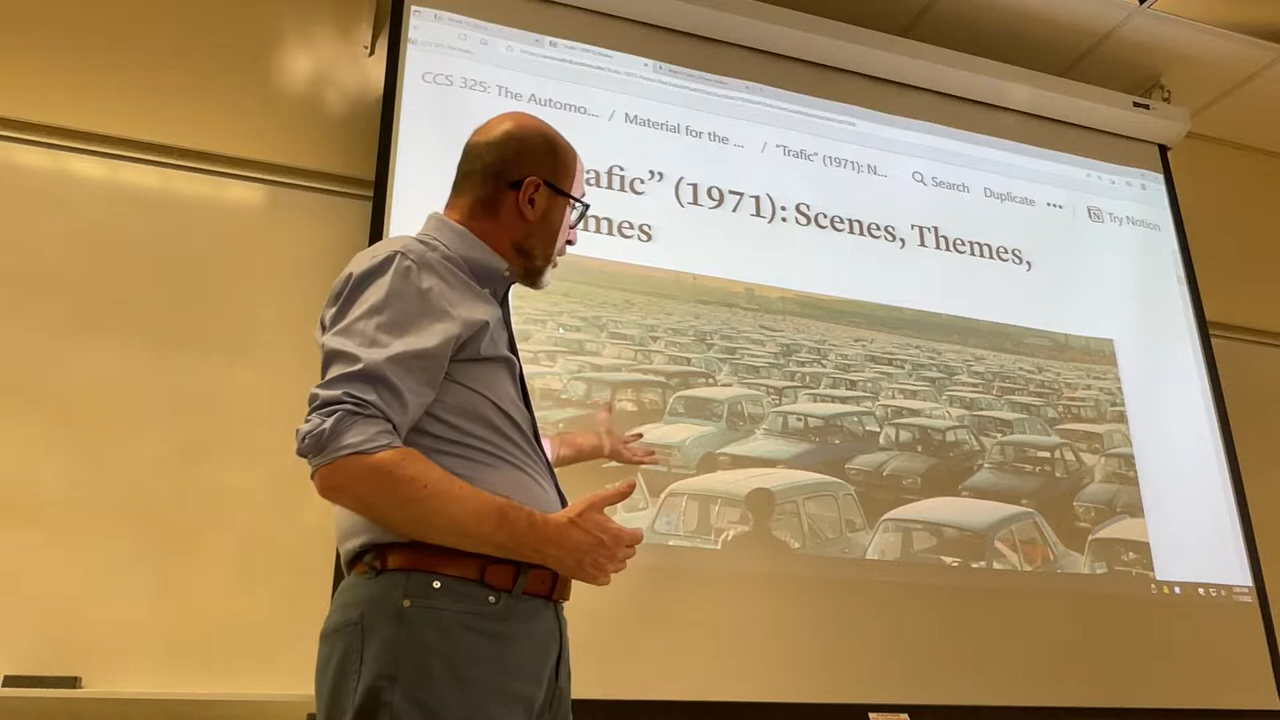 CCS 325: The Automo... / Material for the ... / “Trafic” (1971): N... Search Duplicate ••• Try Notion
afic” (1971): Scenes, Themes,
mes